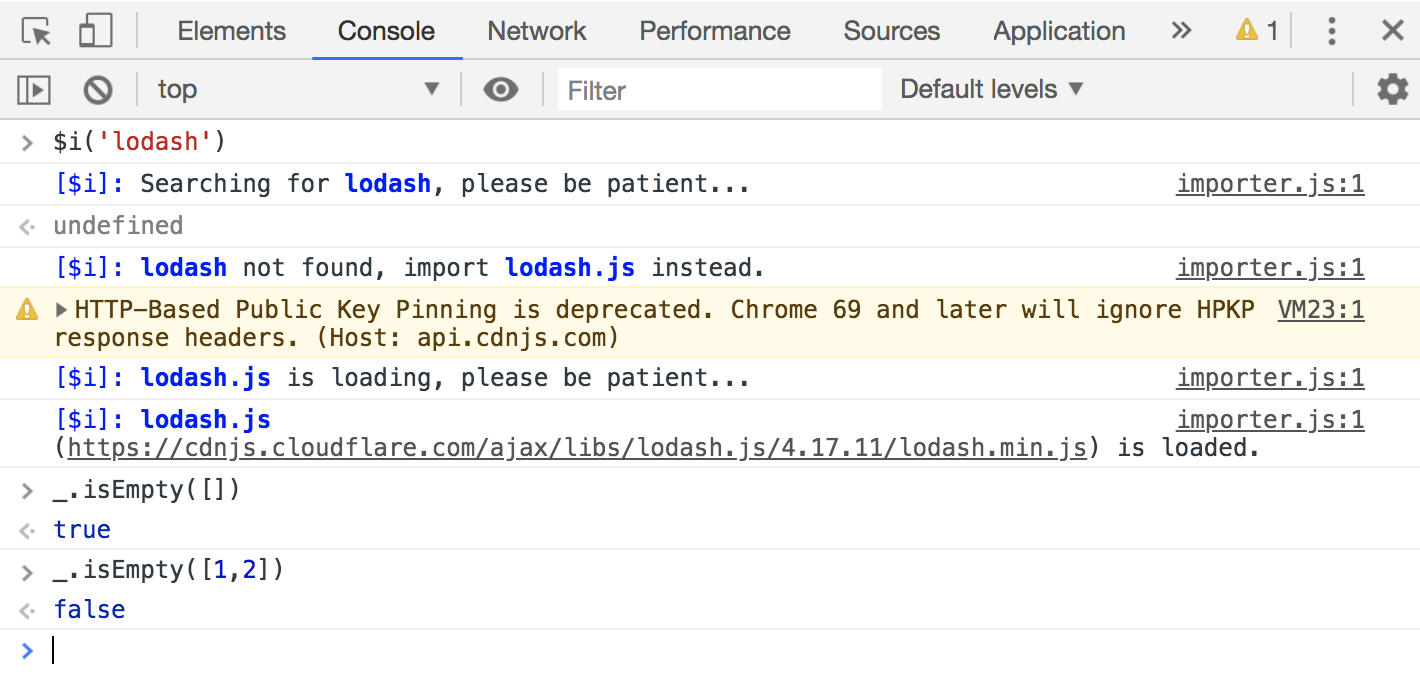 Elements Console Network Performance Sources Application » 1
top ▼ Filter Default levels ▼
> $i('lodash')
[$i]: Searching for lodash, please be patient... importer.js:1
undefined
[$i]: lodash not found, import lodash.js instead. importer.js:1
HTTP-Based Public Key Pinning is deprecated. Chrome 69 and later will ignore HPKP VM23:1
response headers. (Host: api.cdnjs.com)
[$i]: lodash.js is loading, please be patient... importer.js:1
[$i]: lodash.js importer.js:1
(https://cdnjs.cloudflare.com/ajax/libs/lodash.js/4.17.11/lodash.min.js) is loaded.
> _.isEmpty([])
true
> _.isEmpty([1,2])
false
>